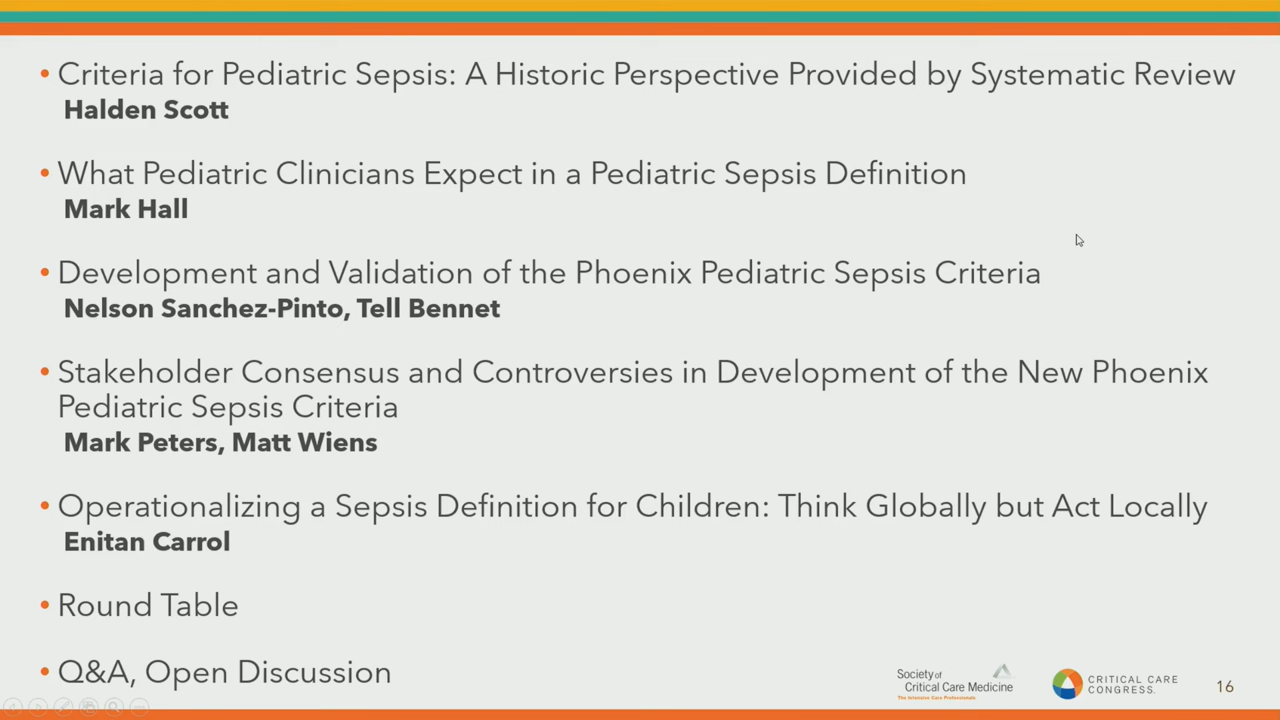 • Criteria for Pediatric Sepsis: A Historic Perspective Provided by Systematic Review
Halden Scott
• What Pediatric Clinicians Expect in a Pediatric Sepsis Definition
Mark Hall
• Development and Validation of the Phoenix Pediatric Sepsis Criteria
Nelson Sanchez-Pinto, Tell Bennet
• Stakeholder Consensus and Controversies in Development of the New Phoenix
Pediatric Sepsis Criteria
Mark Peters, Matt Wiens
• Operationalizing a Sepsis Definition for Children: Think Globally but Act Locally
Enitan Carrol
• Round Table
• Q&A, Open Discussion
Society of
Critical Care Medicine
The Intensive Care Professionals
CRITICAL CARE
CONGRESS.
16